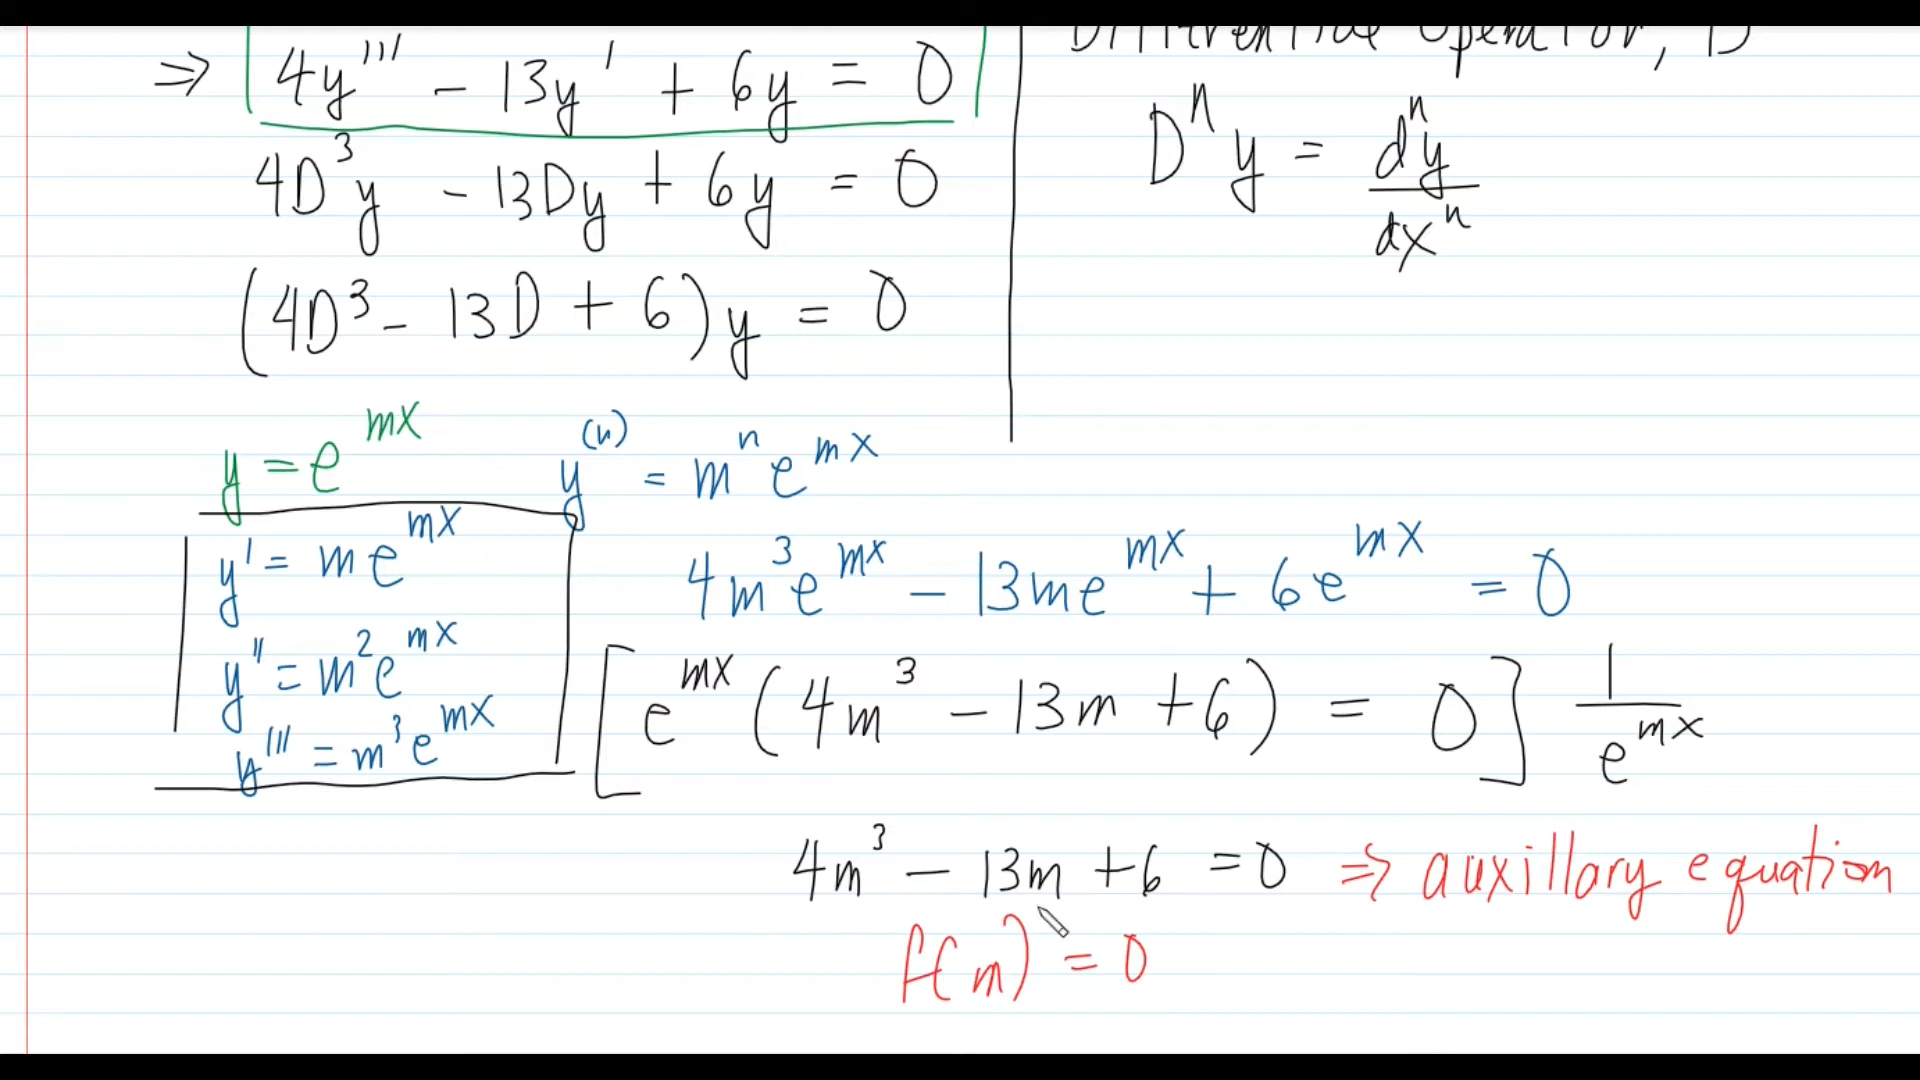 Differential Operator, D
⇒ 4y''' - 13y' + 6y = 0
4D³y - 13Dy + 6y = 0
(4D³ - 13D + 6)y = 0
Dⁿy = dⁿy/dxⁿ
y = e^{mx}
y⁽ⁿ⁾ = mⁿe^{mx}
y' = me^{mx}
y'' = m²e^{mx}
y''' = m³e^{mx}
4m³e^{mx} - 13me^{mx} + 6e^{mx} = 0
[e^{mx}(4m³ - 13m + 6) = 0] 1/e^{mx}
4m³ - 13m + 6 = 0 ⇒ auxillary equation
f(m) = 0